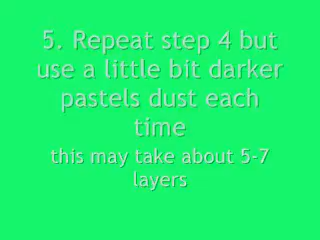 5. Repeat step 4 but
use a little bit darker
pastels dust each
time
this may take about 5-7
layers